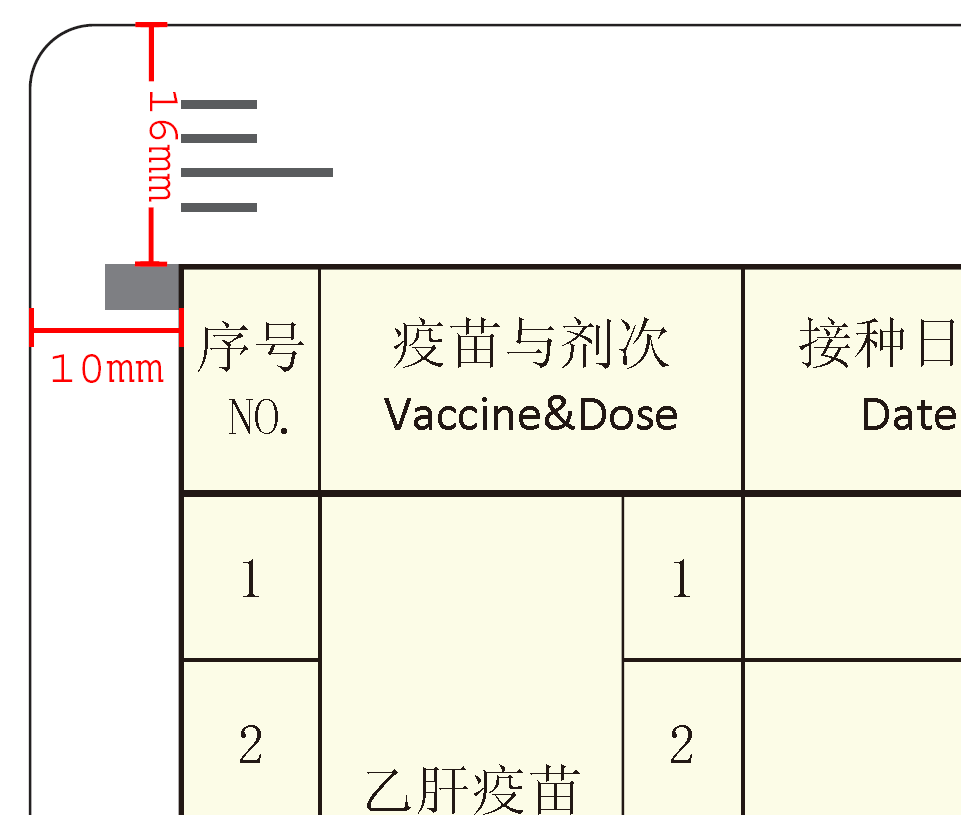 16mm
10mm
序号
NO.
疫苗与剂次
Vaccine&Dose
接种日
Date
1
1
2
2
乙肝疫苗